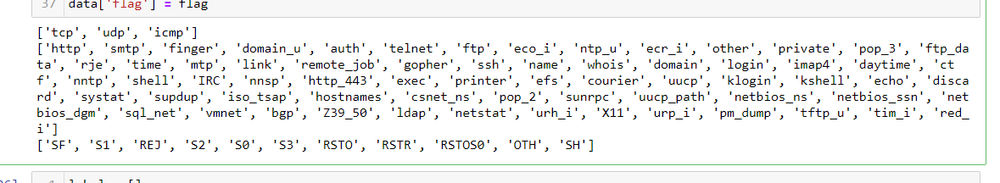 37 data['flag'] = flag
['tcp', 'udp', 'icmp']
['http', 'smtp', 'finger', 'domain_u', 'auth', 'telnet', 'ftp', 'eco_i', 'ntp_u', 'ecr_i', 'other', 'private', 'pop_3', 'ftp_da
ta', 'rje', 'time', 'mtp', 'link', 'remote_job', 'gopher', 'ssh', 'name', 'whois', 'domain', 'login', 'imap4', 'daytime', 'ct
f', 'nntp', 'shell', 'IRC', 'nnsp', 'http_443', 'exec', 'printer', 'efs', 'courier', 'uucp', 'klogin', 'kshell', 'echo', 'disca
rd', 'systat', 'supdup', 'iso_tsap', 'hostnames', 'csnet_ns', 'pop_2', 'sunrpc', 'uucp_path', 'netbios_ns', 'netbios_ssn', 'net
bios_dgm', 'sql_net', 'vmnet', 'bgp', 'Z39_50', 'ldap', 'netstat', 'urh_i', 'X11', 'urp_i', 'pm_dump', 'tftp_u', 'tim_i', 'red_
i']
['SF', 'S1', 'REJ', 'S2', 'S0', 'S3', 'RSTO', 'RSTR', 'RSTOS0', 'OTH', 'SH']